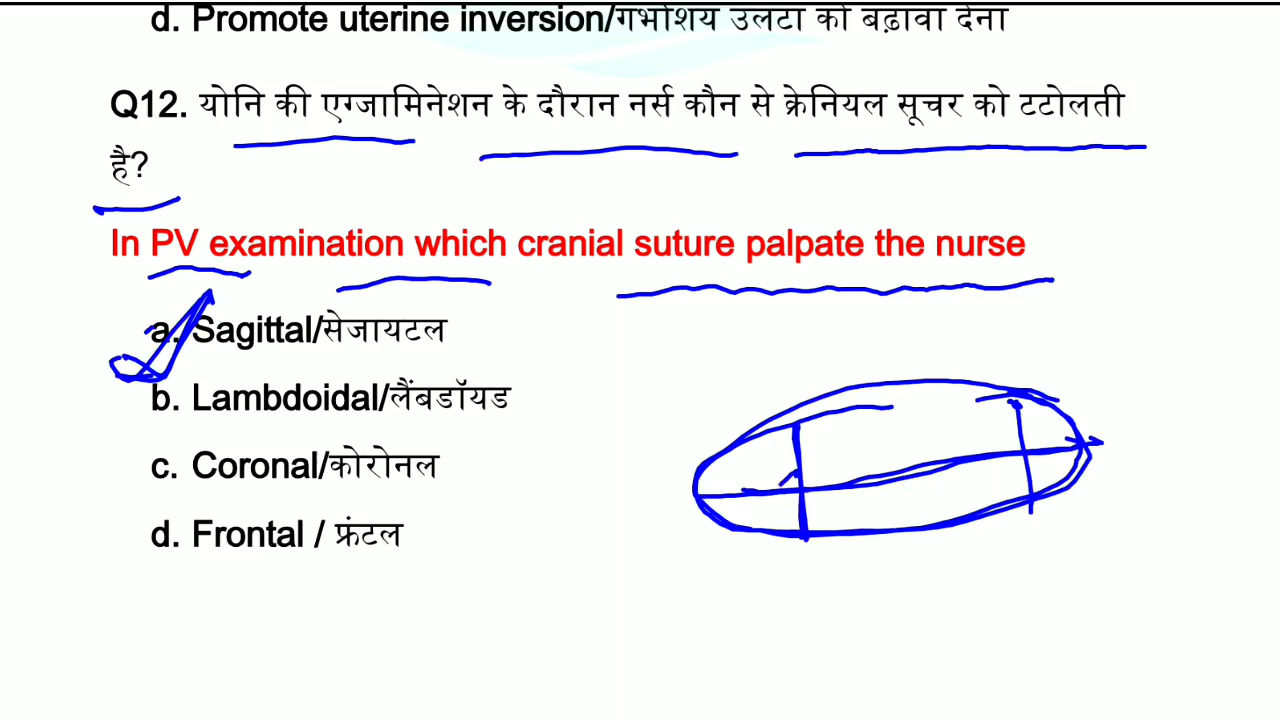 d. Promote uterine inversion/गर्भाशय उलटा को बढ़ावा देना
Q12. योनि की एग्जामिनेशन के दौरान नर्स कौन से क्रेनियल सूचर को टटोलती
है?
In PV examination which cranial suture palpate the nurse
a. Sagittal/सेजायटल
b. Lambdoidal/लैंबडॉयड
c. Coronal/कोरोनल
d. Frontal / फ्रंटल